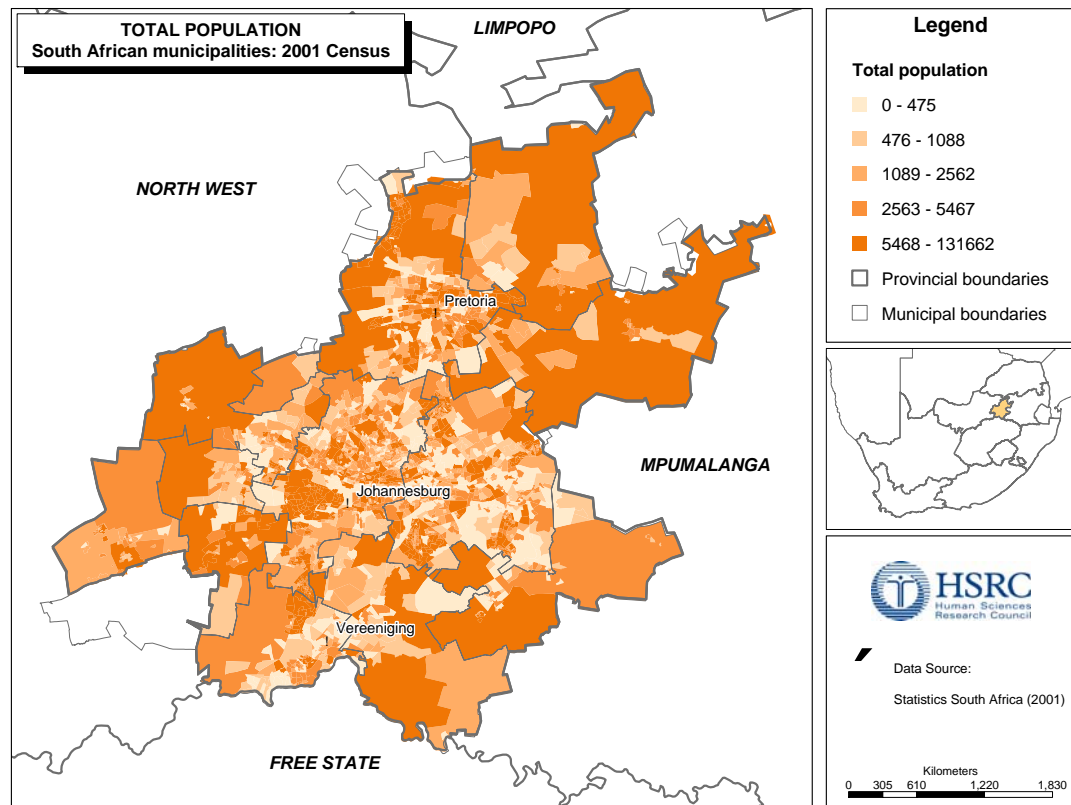 TOTAL POPULATION
South African municipalities: 2001 Census
LIMPOPO
NORTH WEST
Pretoria
MPUMALANGA
Johannesburg
Vereeniging
FREE STATE
Legend
Total population
0 - 475
476 - 1088
1089 - 2562
2563 - 5467
5468 - 131662
Provincial boundaries
Municipal boundaries
HSRC
Human Sciences
Research Council
Data Source:
Statistics South Africa (2001)
Kilometers
0 305 610 1,220 1,830